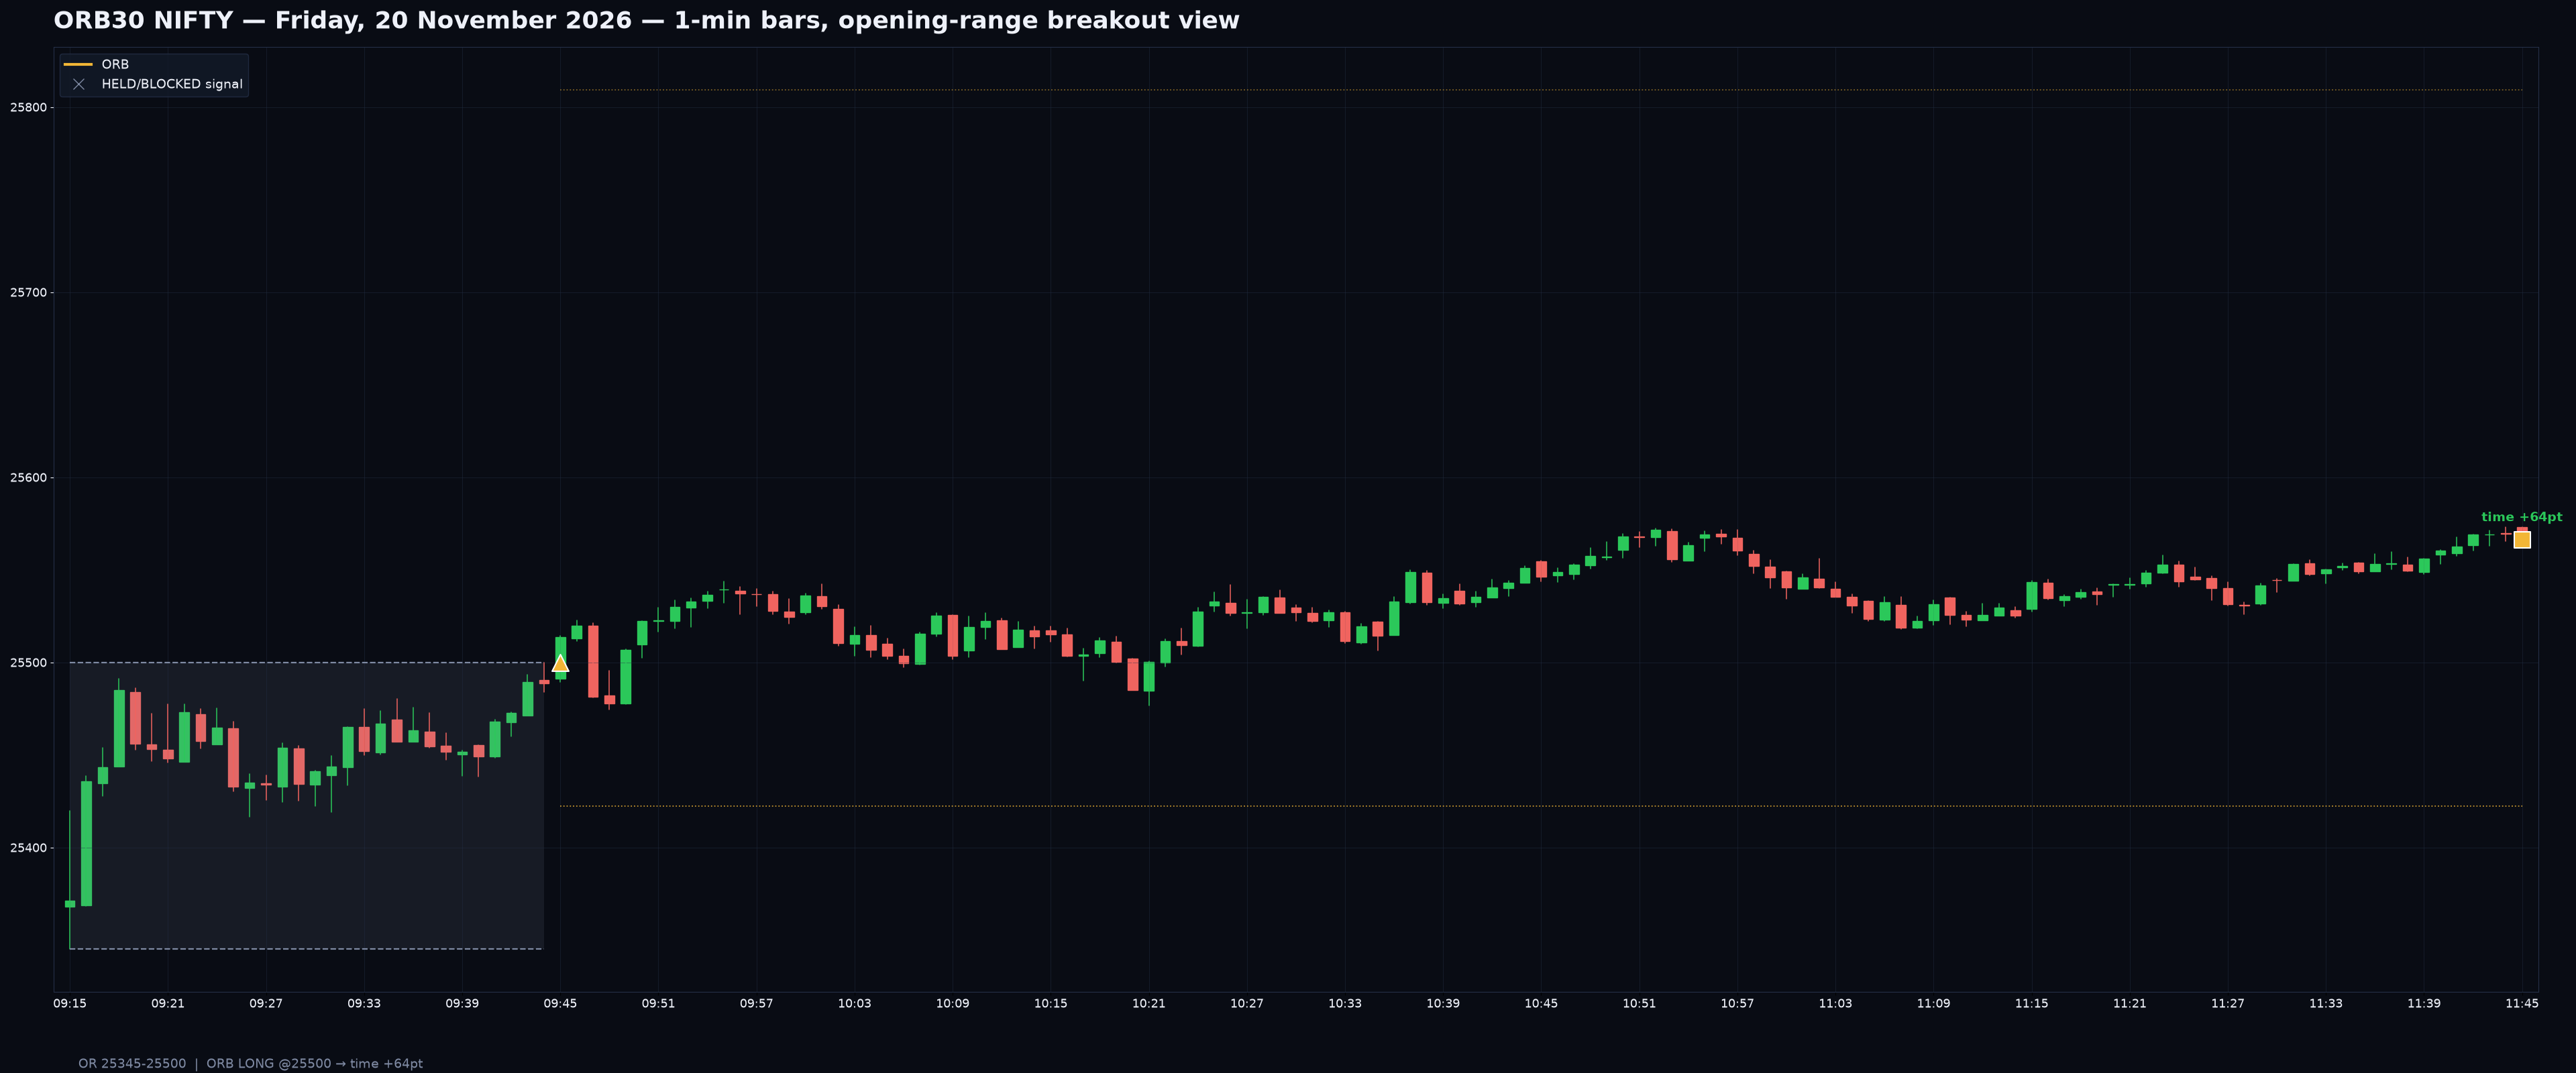 ORB30 NIFTY — Friday, 20 November 2026 — 1-min bars, opening-range breakout view
ORB
HELD/BLOCKED signal
25800
25700
25600
25500
25400
time +64pt
09:15 09:21 09:27 09:33 09:39 09:45 09:51 09:57 10:03 10:09 10:15 10:21 10:27 10:33 10:39 10:45 10:51 10:57 11:03 11:09 11:15 11:21 11:27 11:33 11:39 11:45
OR 25345-25500 | ORB LONG @25500 → time +64pt